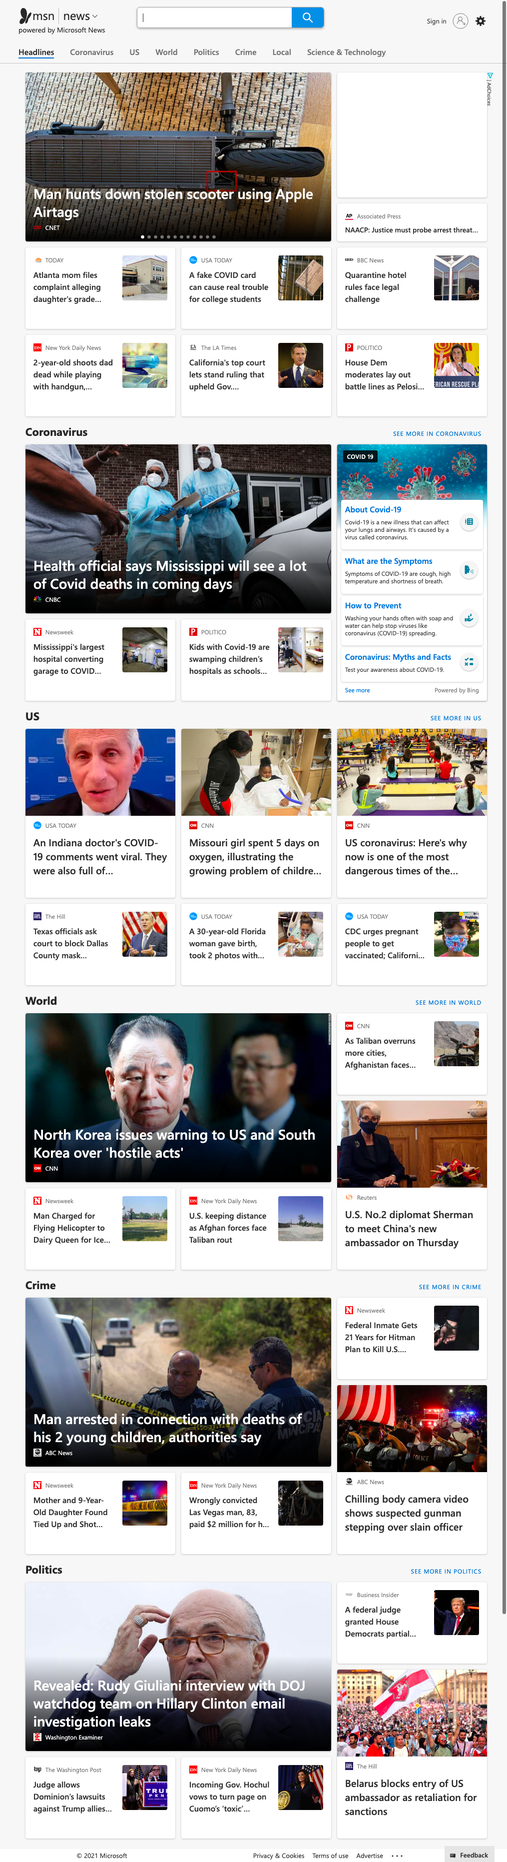 msn news
powered by Microsoft News
Sign in
Headlines Coronavirus US World Politics Crime Local Science & Technology
AdChoices
Man hunts down stolen scooter using Apple
Airtags
CNET
AP Associated Press
NAACP: Justice must probe arrest threat...
TODAY
Atlanta mom files
complaint alleging
daughter's grade...
USA TODAY
A fake COVID card
can cause real trouble
for college students
BBC News
Quarantine hotel
rules face legal
challenge
New York Daily News
2-year-old shoots dad
dead while playing
with handgun,...
The LA Times
California's top court
lets stand ruling that
upheld Gov....
POLITICO
House Dem
moderates lay out
battle lines as Pelosi...
Coronavirus
SEE MORE IN CORONAVIRUS
Health official says Mississippi will see a lot
of Covid deaths in coming days
CNBC
COVID 19
About Covid-19
Covid-19 is a new illness that can affect
your lungs and airways. It's caused by a
virus called coronavirus.
What are the Symptoms
Symptoms of COVID-19 are cough, high
temperature and shortness of breath.
How to Prevent
Washing your hands often with soap and
water can help stop viruses like
coronavirus (COVID-19) spreading.
Coronavirus: Myths and Facts
Test your awareness about COVID-19.
See more
Powered by Bing
Newsweek
Mississippi's largest
hospital converting
garage to COVID...
POLITICO
Kids with Covid-19 are
swamping children's
hospitals as schools...
US
SEE MORE IN US
USA TODAY
An Indiana doctor's COVID-
19 comments went viral. They
were also full of...
CNN
Missouri girl spent 5 days on
oxygen, illustrating the
growing problem of childre...
CNN
US coronavirus: Here's why
now is one of the most
dangerous times of the...
The Hill
Texas officials ask
court to block Dallas
County mask...
USA TODAY
A 30-year-old Florida
woman gave birth,
took 2 photos with...
USA TODAY
CDC urges pregnant
people to get
vaccinated; Californi...
World
SEE MORE IN WORLD
North Korea issues warning to US and South
Korea over 'hostile acts'
CNN
CNN
As Taliban overruns
more cities,
Afghanistan faces...
Reuters
U.S. No.2 diplomat Sherman
to meet China's new
ambassador on Thursday
Newsweek
Man Charged for
Flying Helicopter to
Dairy Queen for Ice...
New York Daily News
U.S. keeping distance
as Afghan forces face
Taliban rout
Crime
SEE MORE IN CRIME
Man arrested in connection with deaths of
his 2 young children, authorities say
ABC News
Newsweek
Federal Inmate Gets
21 Years for Hitman
Plan to Kill U.S....
ABC News
Chilling body camera video
shows suspected gunman
stepping over slain officer
Newsweek
Mother and 9-Year-
Old Daughter Found
Tied Up and Shot...
New York Daily News
Wrongly convicted
Las Vegas man, 83,
paid $2 million for h...
Politics
SEE MORE IN POLITICS
Revealed: Rudy Giuliani interview with DOJ
watchdog team on Hillary Clinton email
investigation leaks
Washington Examiner
Business Insider
A federal judge
granted House
Democrats partial...
The Hill
Belarus blocks entry of US
ambassador as retaliation for
sanctions
The Washington Post
Judge allows
Dominion's lawsuits
against Trump allies...
New York Daily News
Incoming Gov. Hochul
vows to turn page on
Cuomo's 'toxic'...
© 2021 Microsoft
Privacy & Cookies Terms of use Advertise ...
Feedback